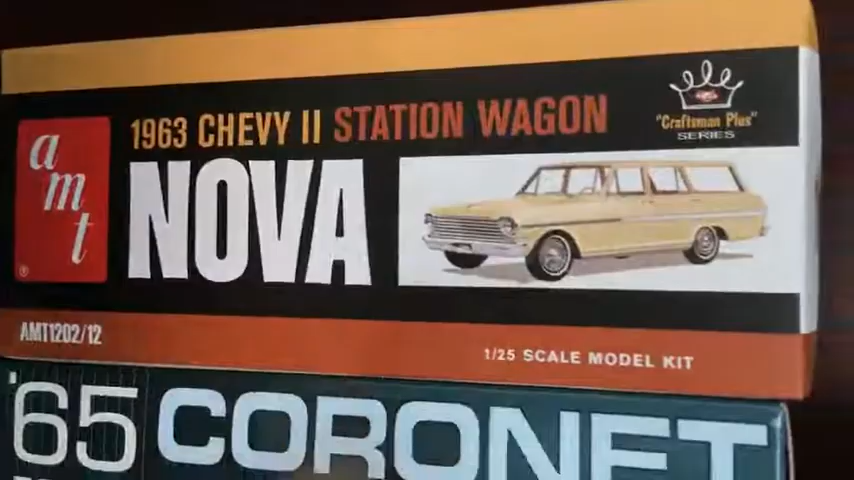 1963 CHEVY II STATION WAGON
NOVA
amt
®
"Craftsman Plus"
SERIES
AMT1202/12
1/25 SCALE MODEL KIT
'65 CORONET